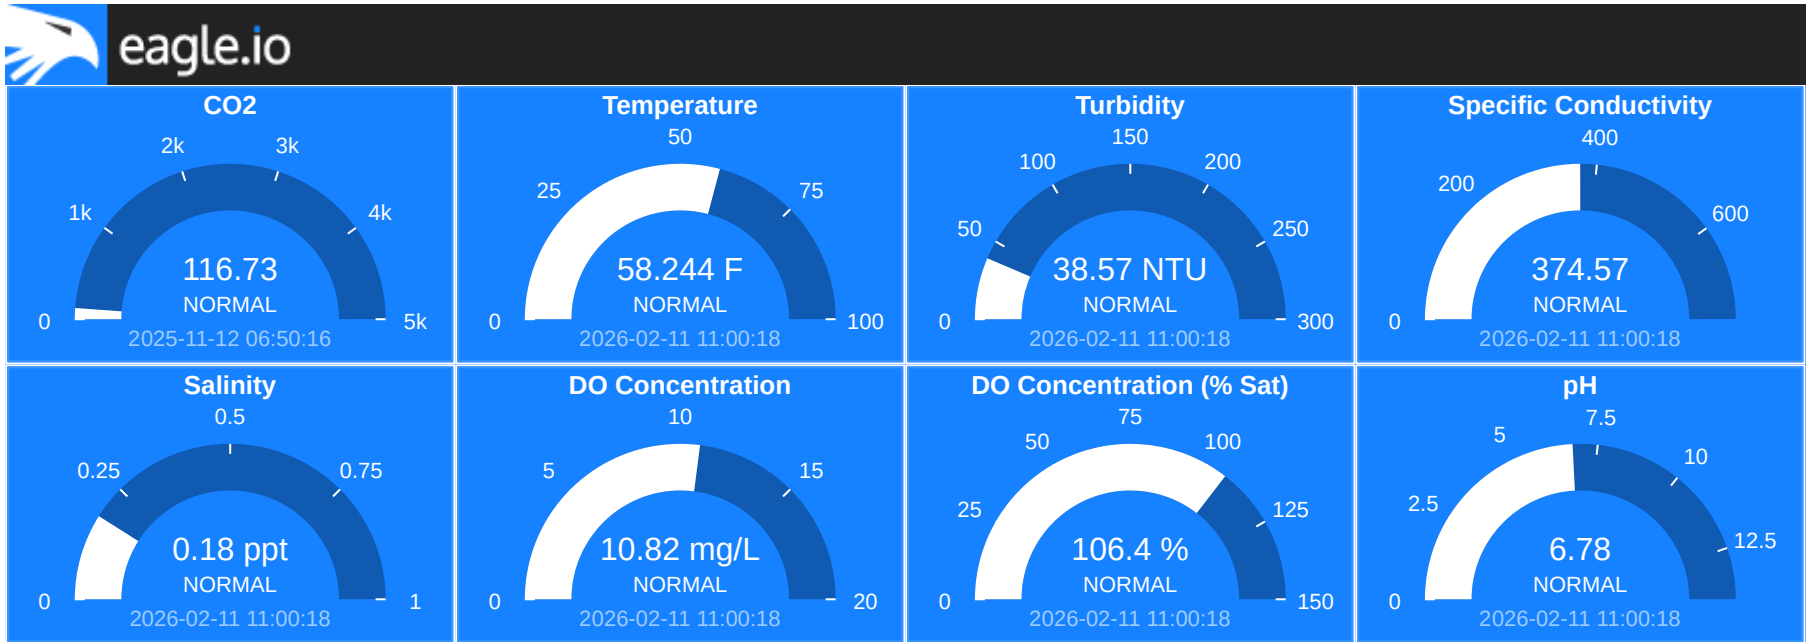 eagle.io
CO2
0
1k
2k
3k
4k
5k
116.73
NORMAL
2025-11-12 06:50:16
Temperature
0
25
50
75
100
58.244 F
NORMAL
2026-02-11 11:00:18
Turbidity
0
50
100
150
200
250
300
38.57 NTU
NORMAL
2026-02-11 11:00:18
Specific Conductivity
0
200
400
600
374.57
NORMAL
2026-02-11 11:00:18
Salinity
0
0.25
0.5
0.75
1
0.18 ppt
NORMAL
2026-02-11 11:00:18
DO Concentration
0
5
10
15
20
10.82 mg/L
NORMAL
2026-02-11 11:00:18
DO Concentration (% Sat)
0
25
50
75
100
125
150
106.4 %
NORMAL
2026-02-11 11:00:18
pH
0
2.5
5
7.5
10
12.5
6.78
NORMAL
2026-02-11 11:00:18